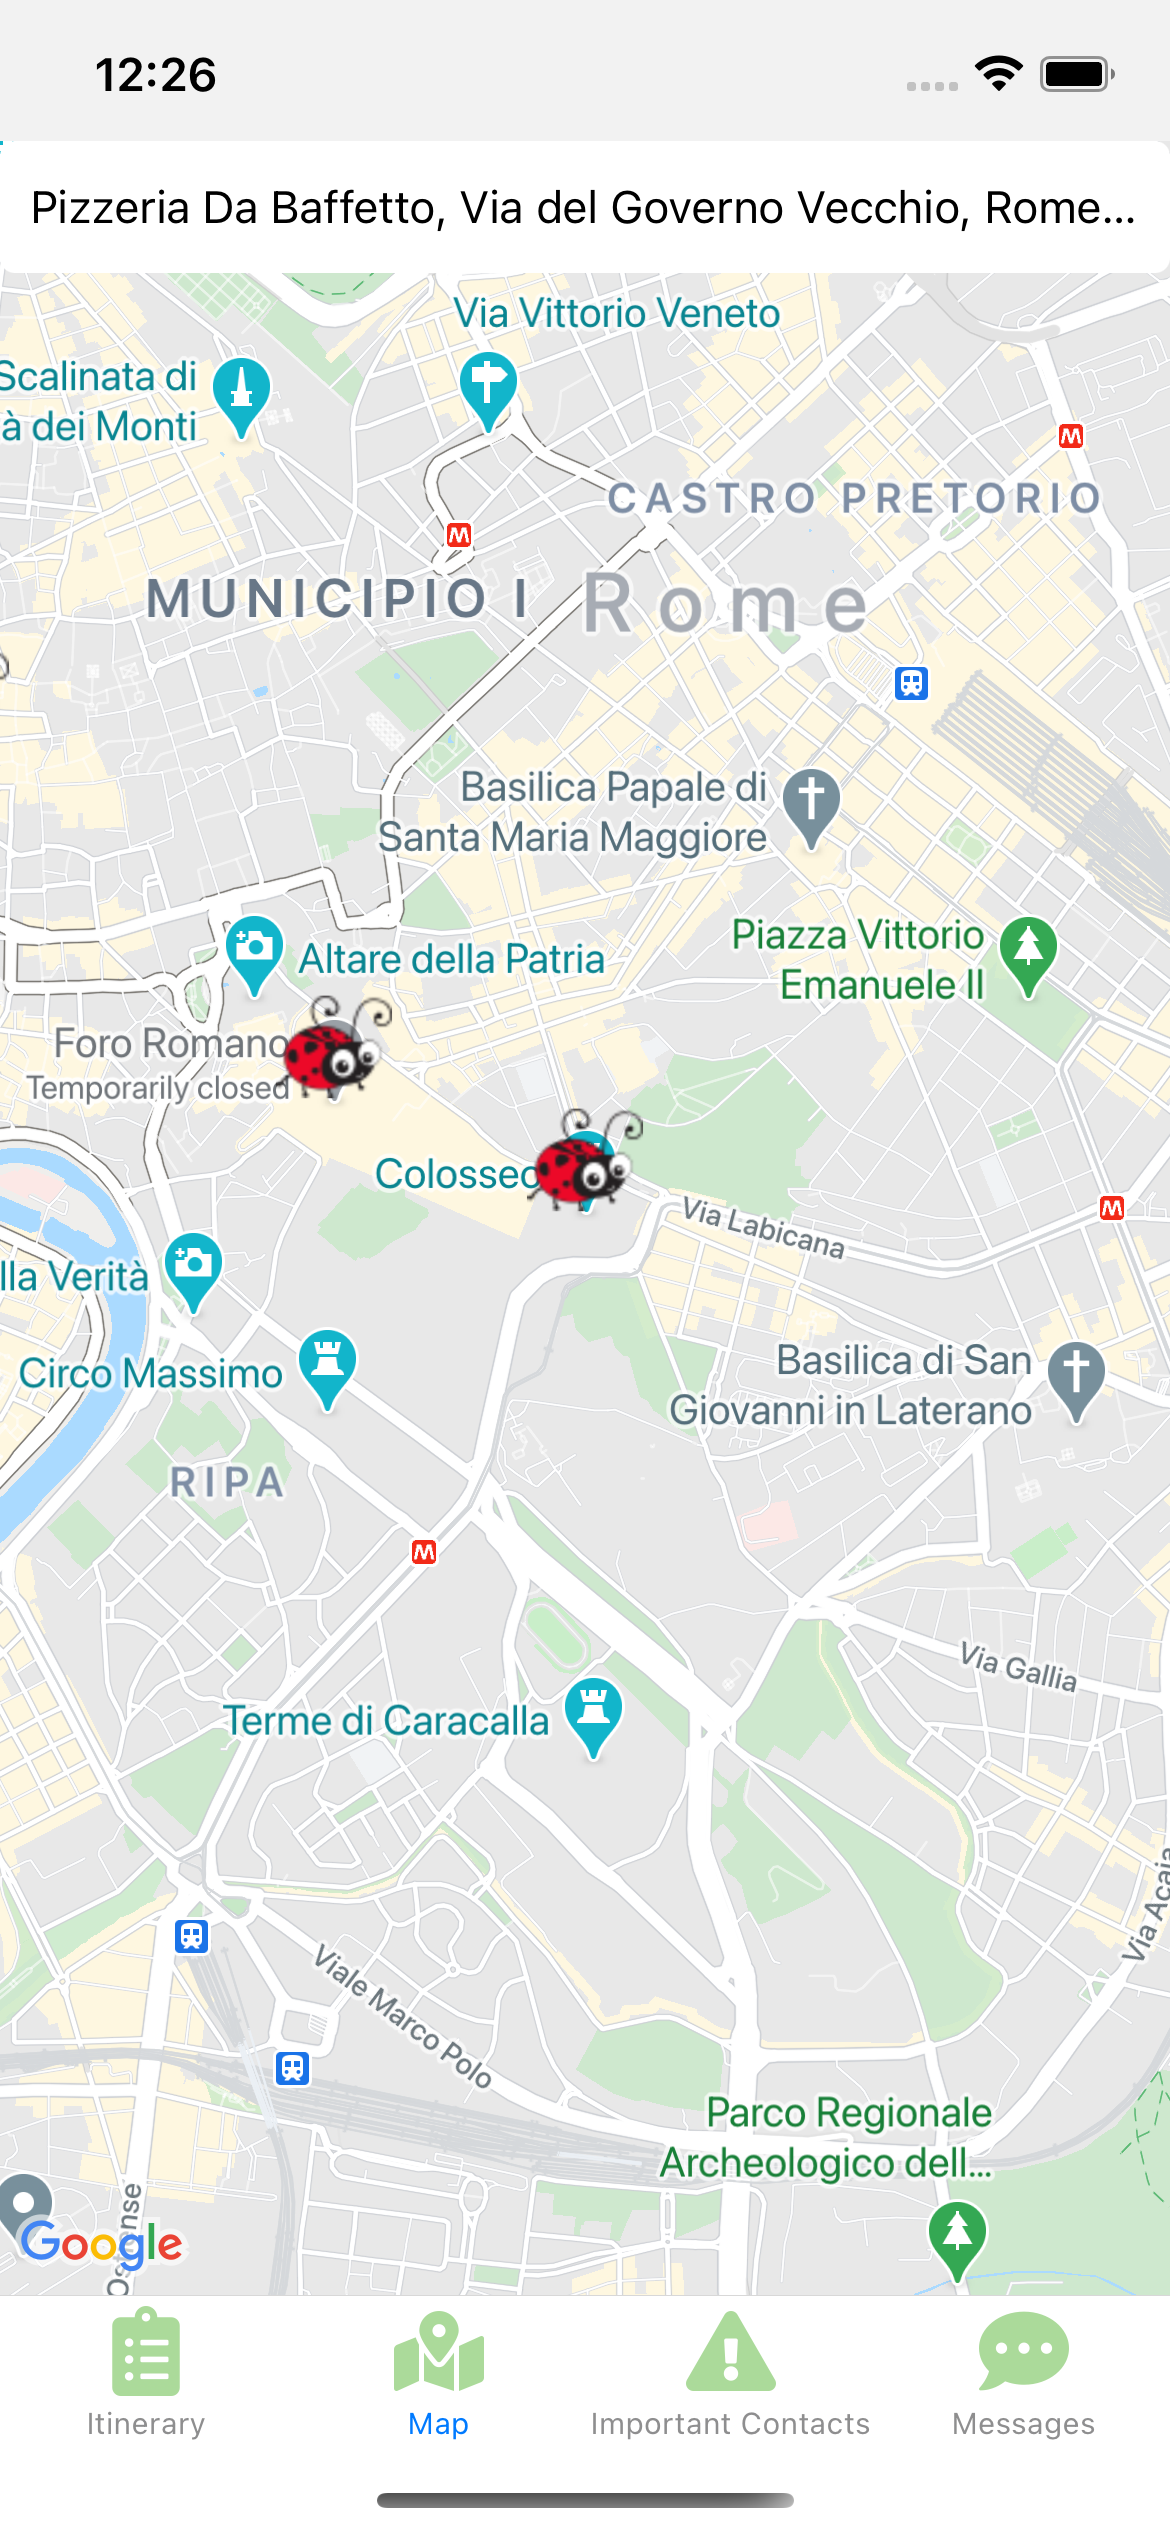 12:26
Pizzeria Da Baffetto, Via del Governo Vecchio, Rome...
Via Vittorio Veneto
Scalinata di
à dei Monti
M
CASTRO PRETORIO
M
MUNICIPIO I
Rome
Basilica Papale di
Santa Maria Maggiore
Piazza Vittorio
Emanuele II
Altare della Patria
Foro Romano
Temporarily closed
Colosseo
Via Labicana
M
lla Verità
Circo Massimo
Basilica di San
Giovanni in Laterano
RIPA
M
Via Gallia
Terme di Caracalla
Via Acaia
Viale Marco Polo
Parco Regionale
Archeologico dell...
Google
Itinerary
Map
Important Contacts
Messages